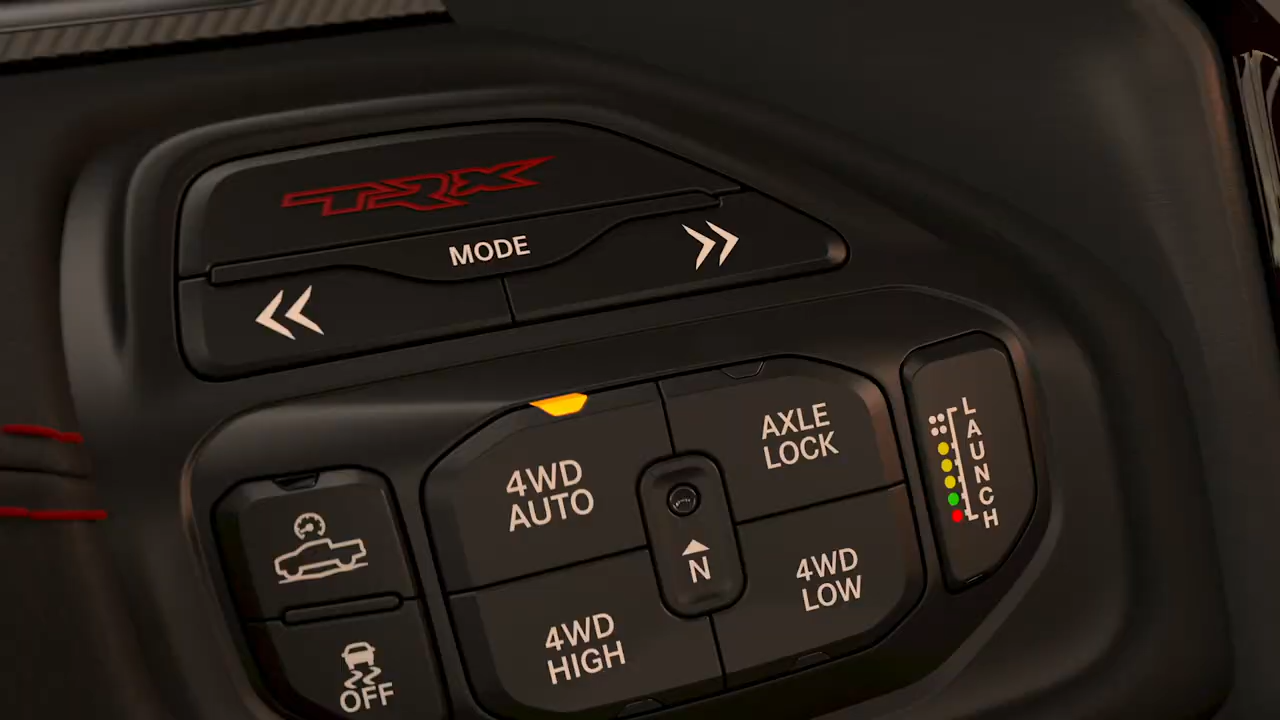 TRX
MODE
4WD
AUTO
AXLE
LOCK
LAUNCH
N
4WD
LOW
4WD
HIGH
OFF